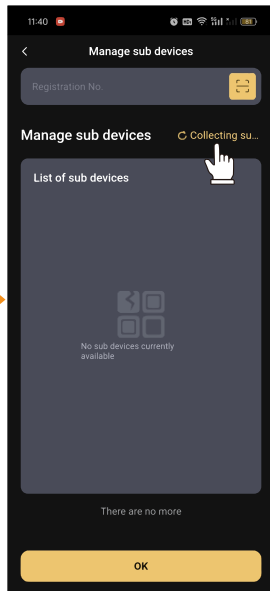 11:40
61
Manage sub devices
Registration No.
Manage sub devices
Collecting su...
List of sub devices
No sub devices currently
available
There are no more
OK